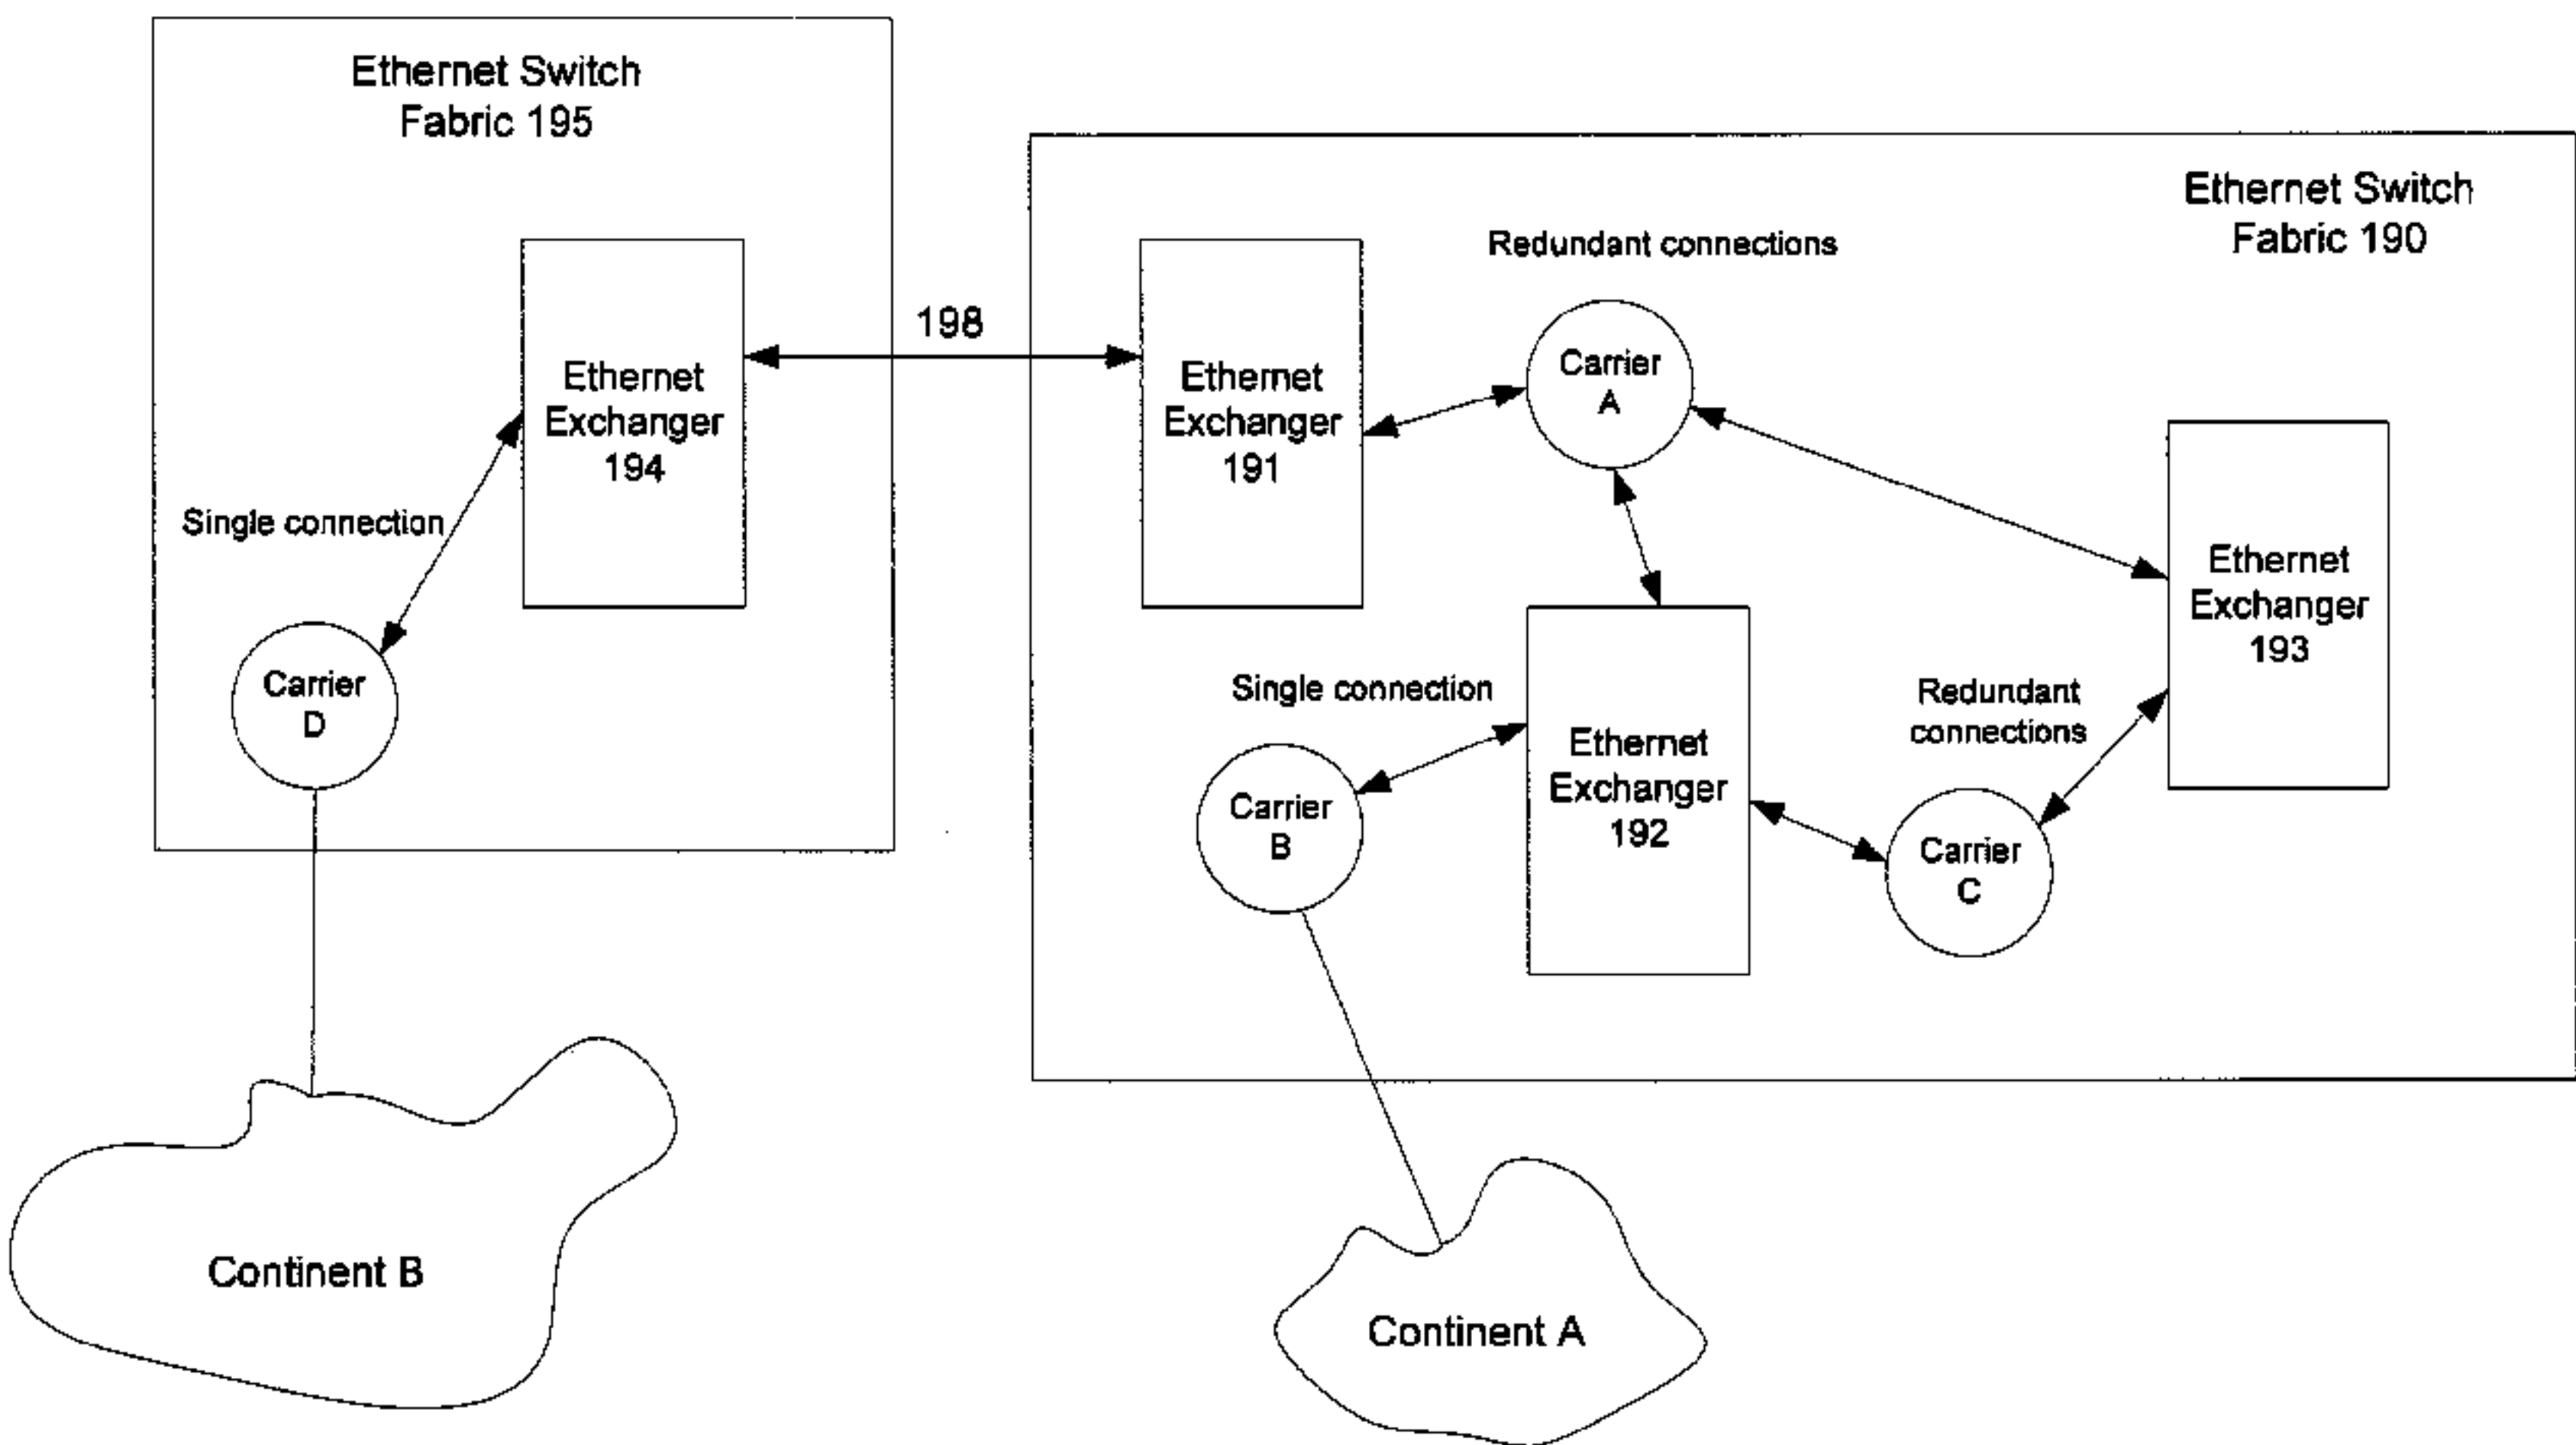 Ethernet Switch
Fabric 195
Ethernet Switch
Fabric 190
Redundant connections
198
Ethernet
Exchanger
194
Ethernet
Exchanger
191
Carrier
A
Single connection
Ethernet
Exchanger
193
Carrier
D
Single connection
Redundant
connections
Ethernet
Exchanger
192
Carrier
B
Carrier
C
Continent B
Continent A